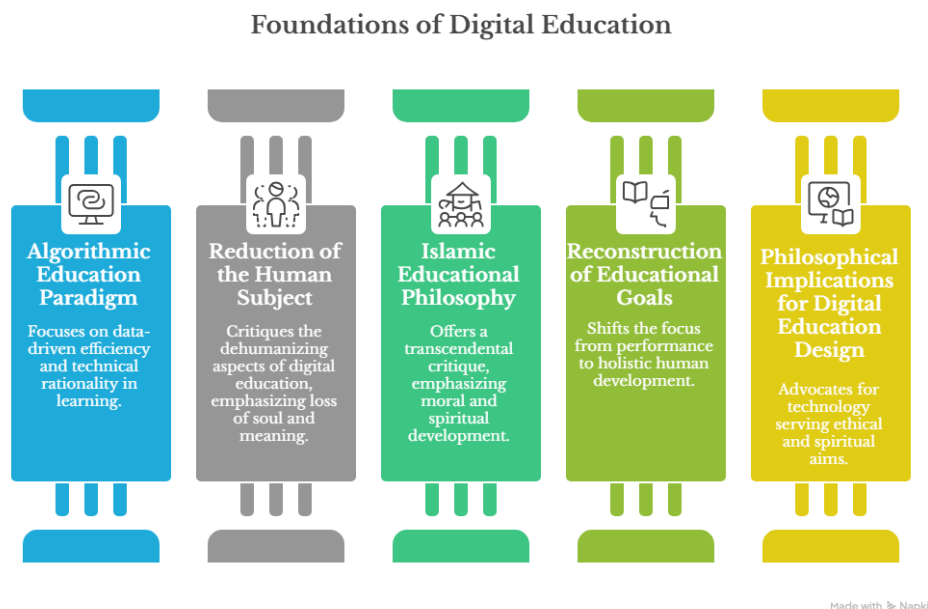 Foundations of Digital Education
Algorithmic
Education
Paradigm
Focuses on data-
driven efficiency
and technical
rationality in
learning.
Reduction of
the Human
Subject
Critiques the
dehumanizing
aspects of digital
education,
emphasizing loss
of soul and
meaning.
Islamic
Educational
Philosophy
Offers a
transcendental
critique,
emphasizing
moral and
spiritual
development.
Reconstruction
of Educational
Goals
Shifts the focus
from performance
to holistic human
development.
Philosophical
Implications
for Digital
Education
Design
Advocates for
technology
serving ethical
and spiritual
aims.
Made with Napki